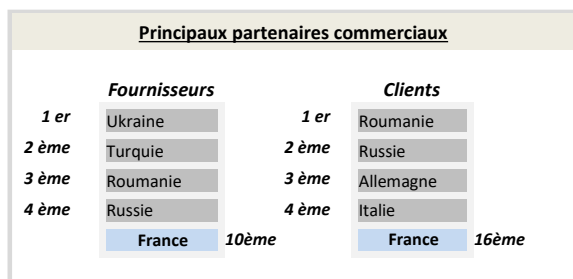 Principaux partenaires commerciaux
Fournisseurs Clients
1 er Ukraine 1 er Roumanie
2 ème Turquie 2 ème Russie
3 ème Roumanie 3 ème Allemagne
4 ème Russie 4 ème Italie
France 10ème France 16ème